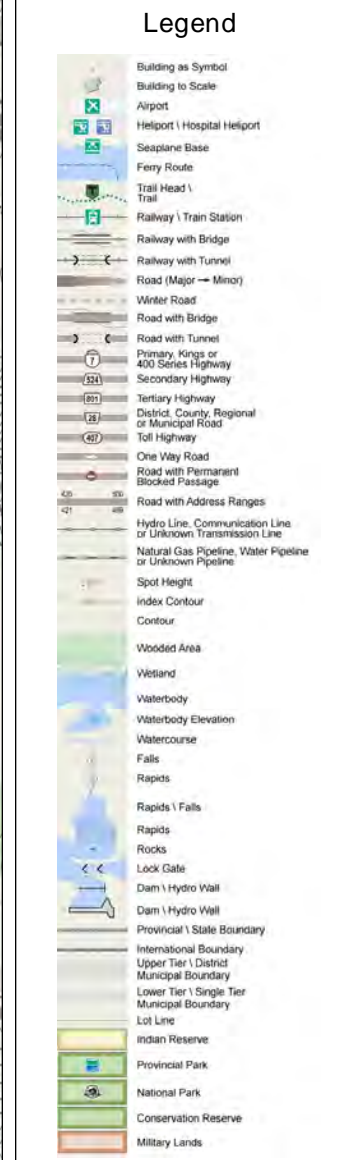 Legend
Building as Symbol
Building to Scale
Airport
Heliport \ Hospital Heliport
Seaplane Base
Ferry Route
Trail Head \
Trail
Railway \ Train Station
Railway with Bridge
Railway with Tunnel
Road (Major → Minor)
Winter Road
Road with Bridge
Road with Tunnel
7
Primary, Kings or
400 Series Highway
524
Secondary Highway
801
Tertiary Highway
28
District, County, Regional
or Municipal Road
407
Toll Highway
One Way Road
Road with Permanent
Blocked Passage
Road with Address Ranges
421
Hydro Line, Communication Line
or Unknown Transmission Line
Natural Gas Pipeline, Water Pipeline
or Unknown Pipeline
Spot Height
Index Contour
Contour
Wooded Area
Wetland
Waterbody
Waterbody Elevation
Watercourse
Falls
Rapids
Rapids \ Falls
Rapids
Rocks
Lock Gate
Dam \ Hydro Wall
Dam \ Hydro Wall
Provincial \ State Boundary
International Boundary
Upper Tier \ District
Municipal Boundary
Lower Tier \ Single Tier
Municipal Boundary
Lot Line
Indian Reserve
Provincial Park
National Park
Conservation Reserve
Military Lands